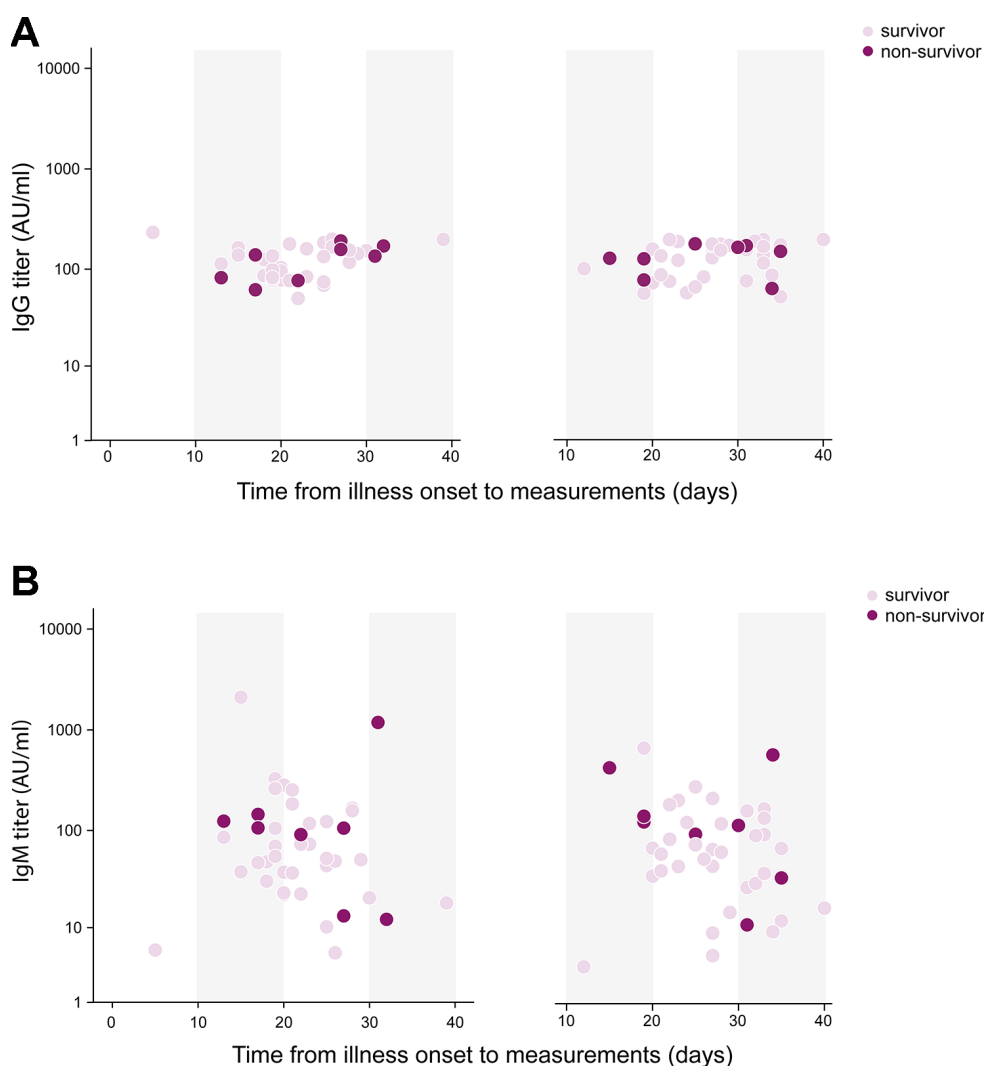 A
survivor
non-survivor
IgG titer (AU/ml)
10000
1000
100
10
1
0 10 20 30 40
10 20 30 40
Time from illness onset to measurements (days)
B
survivor
non-survivor
IgM titer (AU/ml)
10000
1000
100
10
1
0 10 20 30 40
10 20 30 40
Time from illness onset to measurements (days)